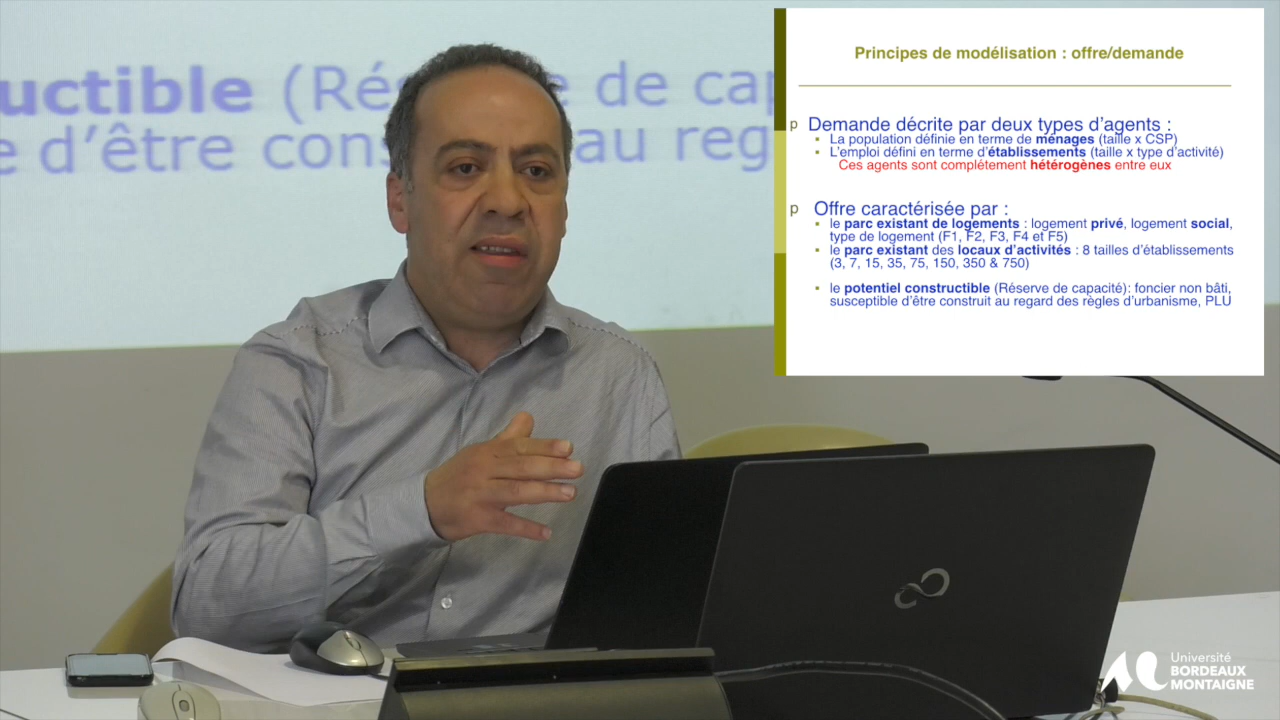 uctible (Ré e de cap
e d'être cons au reg
Principes de modélisation : offre/demande
p Demande décrite par deux types d'agents :
La population définie en terme de ménages (taille x CSP)
L'emploi défini en terme d'établissements (taille x type d'activité)
Ces agents sont complétement hétérogènes entre eux
p Offre caractérisée par :
le parc existant de logements : logement privé, logement social,
type de logement (F1, F2, F3, F4 et F5)
le parc existant des locaux d'activités : 8 tailles d'établissements
(3, 7, 15, 35, 75, 150, 350 & 750)
le potentiel constructible (Réserve de capacité): foncier non bâti,
susceptible d'être construit au regard des règles d'urbanisme, PLU
Université
BORDEAUX
MONTAIGNE